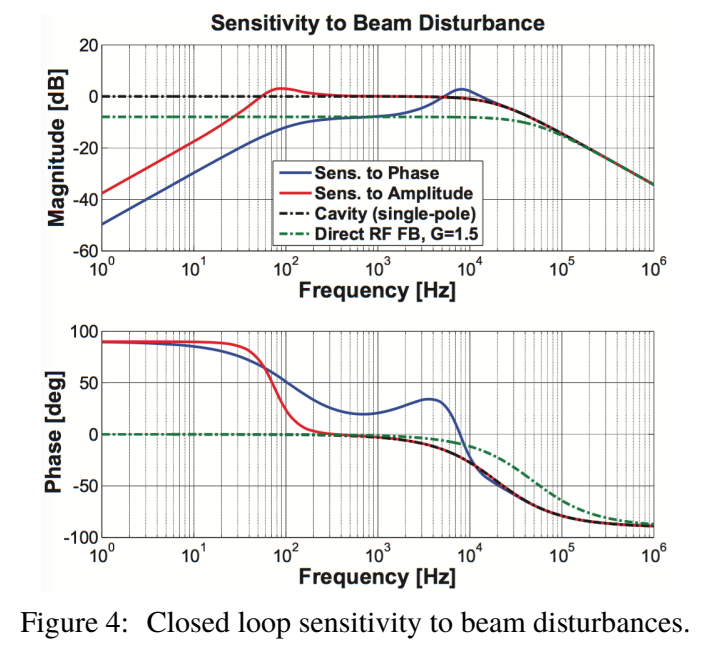 Sensitivity to Beam Disturbance
Magnitude [dB]
20
0
-20
-40
-60
Sens. to Phase
Sens. to Amplitude
Cavity (single-pole)
Direct RF FB, G=1.5
10^0 10^1 10^2 10^3 10^4 10^5 10^6
Frequency [Hz]
Phase [deg]
100
50
0
-50
-100
10^0 10^1 10^2 10^3 10^4 10^5 10^6
Frequency [Hz]
Figure 4: Closed loop sensitivity to beam disturbances.